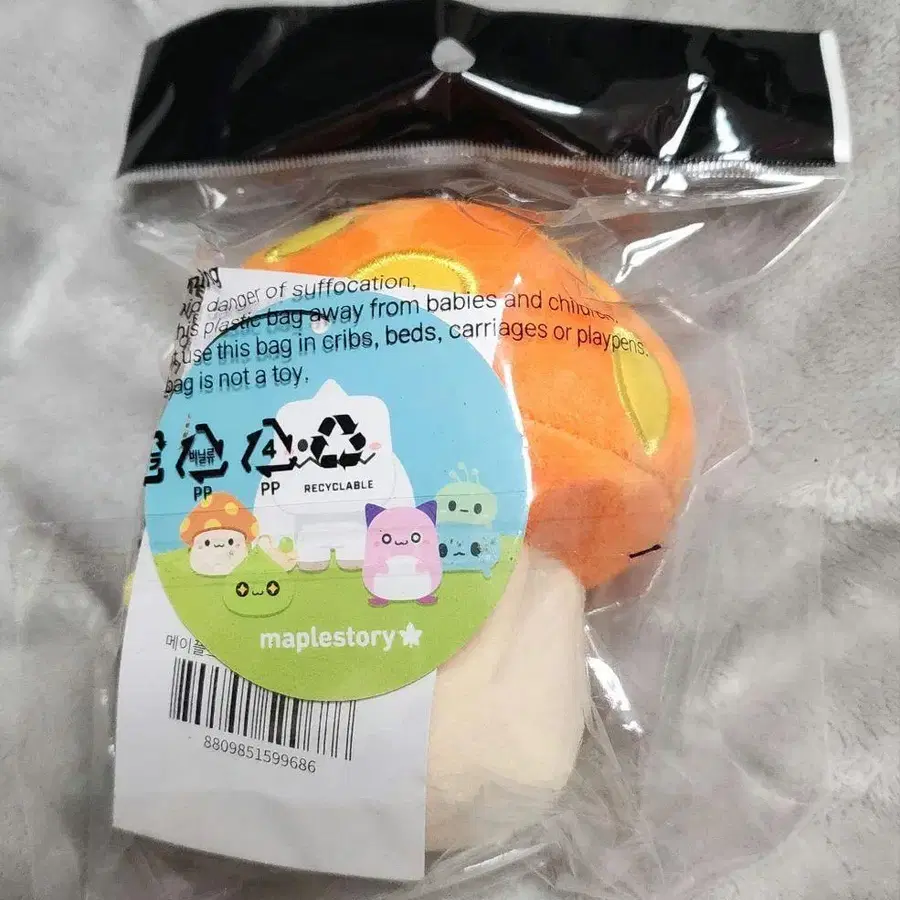 danger of suffocation,
plastic bag away from babies and
use this bag in cribs, beds, carriages or playpens.
bag is not a toy.
비닐류
4
PP
PP
RECYCLABLE
maplestory
메이플
8809851599686